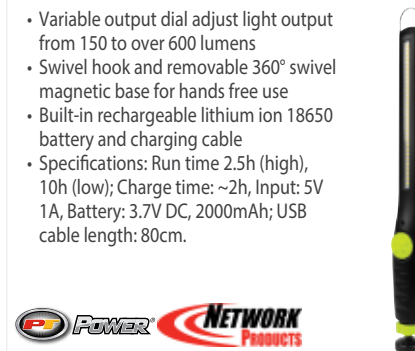 • Variable output dial adjust light output
from 150 to over 600 lumens
• Swivel hook and removable 360° swivel
magnetic base for hands free use
• Built-in rechargeable lithium ion 18650
battery and charging cable
• Specifications: Run time 2.5h (high),
10h (low); Charge time: ~2h, Input: 5V
1A, Battery: 3.7V DC, 2000mAh; USB
cable length: 80cm.
PT POWER®
NETWORK
PRODUCTS